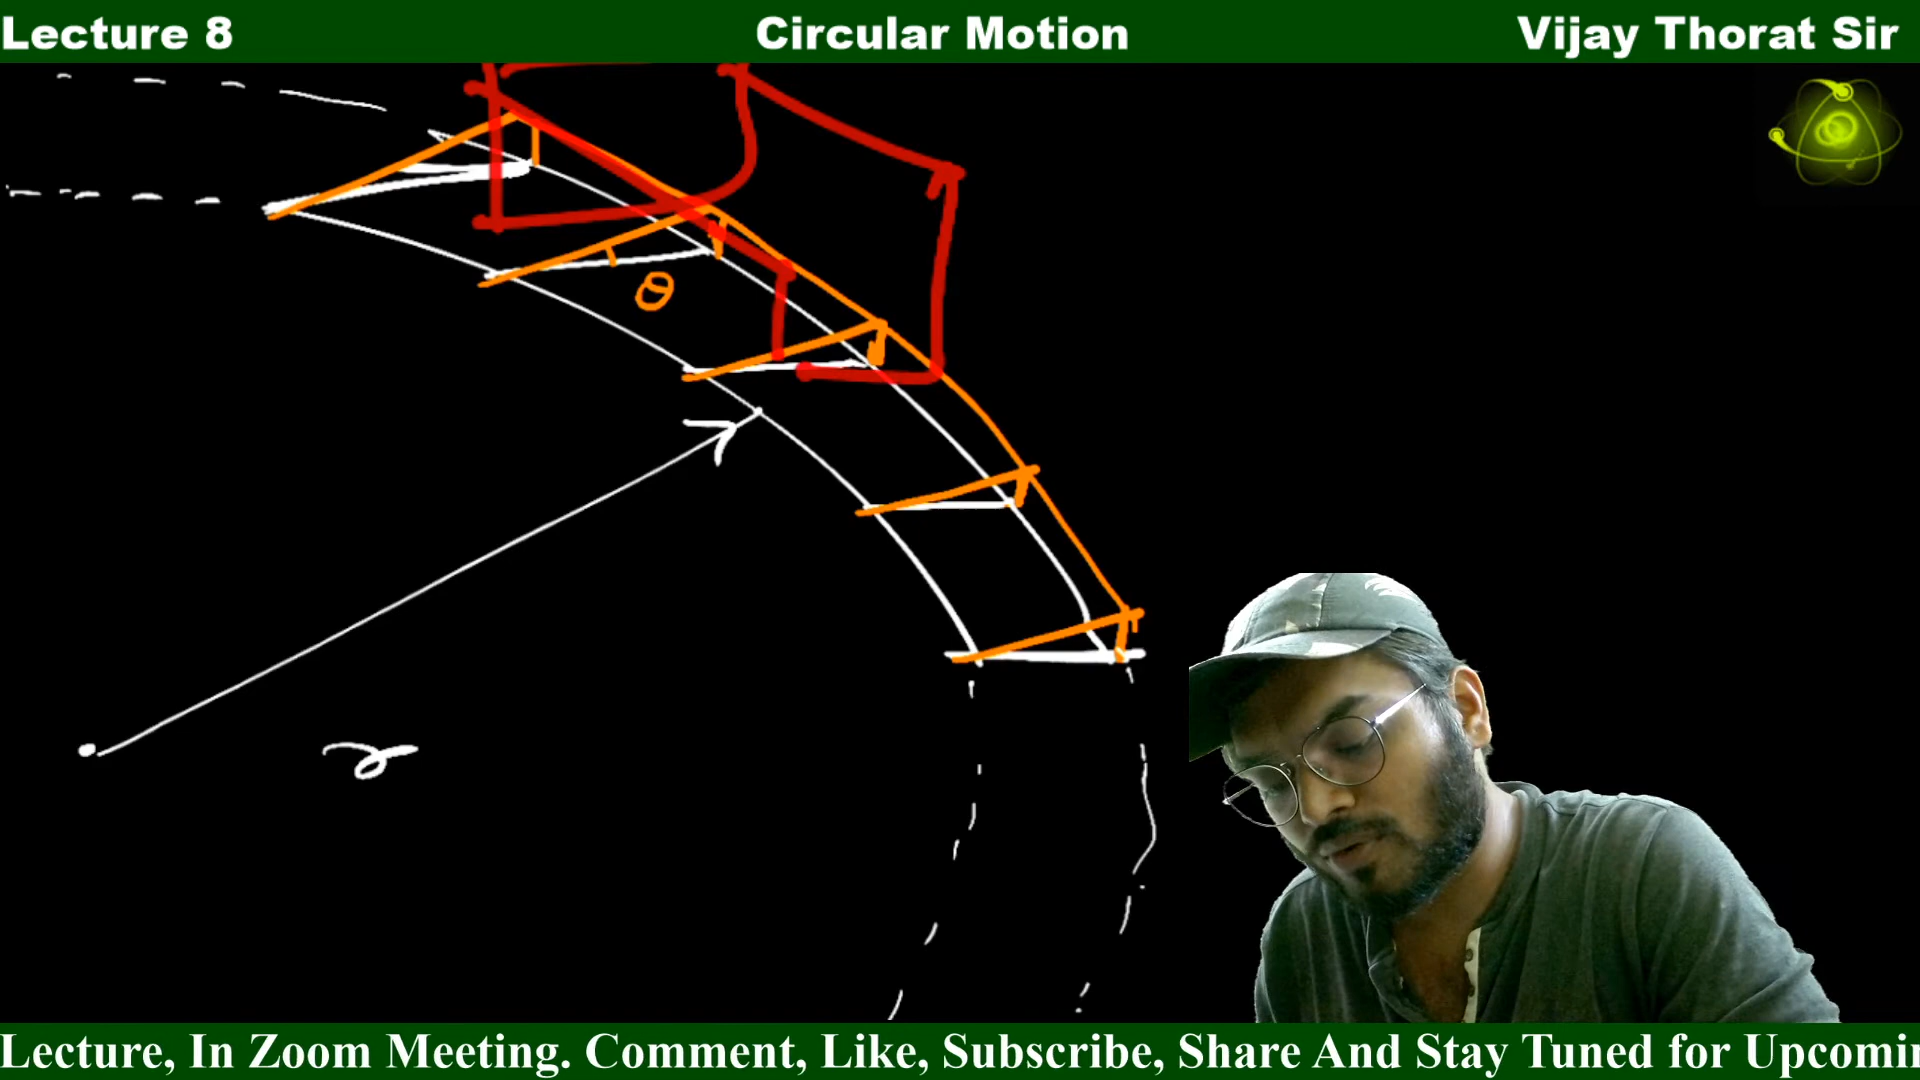 Lecture 8 Circular Motion Vijay Thorat Sir
θ
r
Lecture, In Zoom Meeting. Comment, Like, Subscribe, Share And Stay Tuned for Upcomin